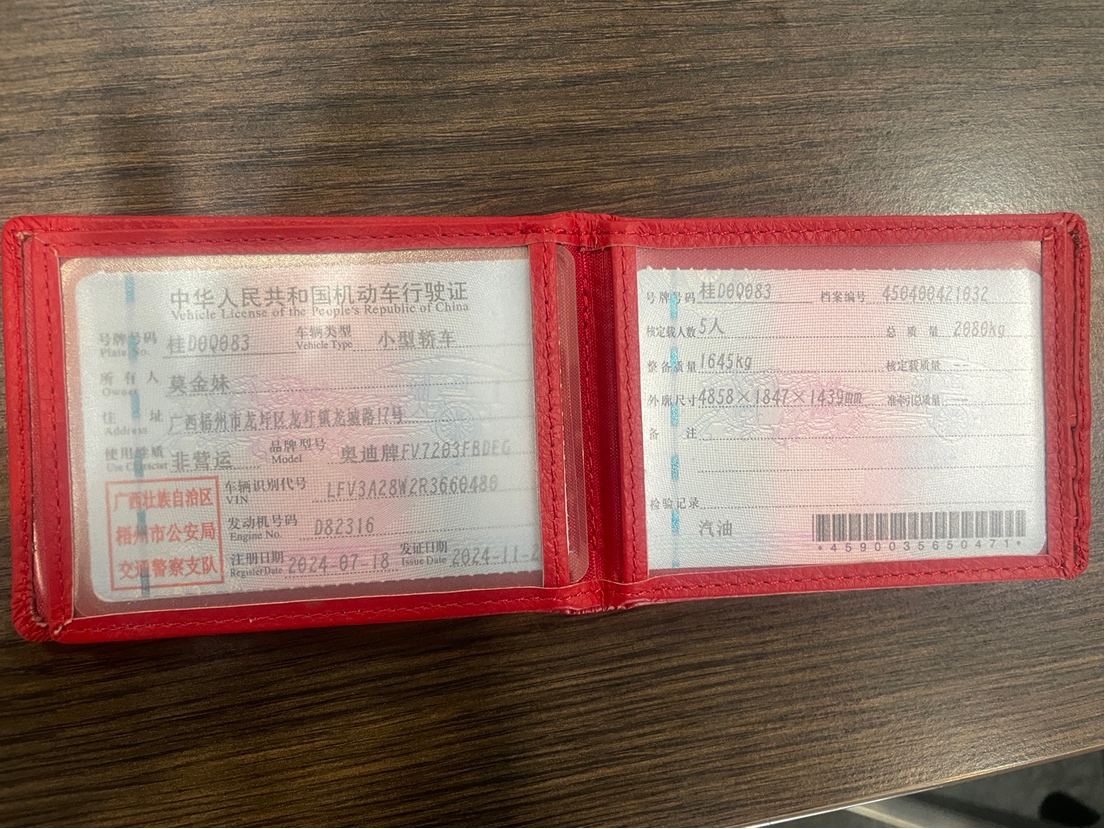 中华人民共和国机动车行驶证
Vehicle License of the People's Republic of China
号牌号码 桂D0Q083 车辆类型 小型轿车
Plate No. Vehicle Type
所有人 莫金妹
Owner
住址 广西梧州市龙圩区龙圩镇龙城路17号
Address
使用性质 非营运 品牌型号 奥迪牌FV7203FBDEG
Use Character Model
广西壮族自治区
梧州市公安局
交通警察支队
车辆识别代号 LFV3A28W2R3660480
VIN
发动机号码 D82316
Engine No.
注册日期 2024-07-18 发证日期 2024-11-2
Register Date Issue Date
号牌号码 桂D0Q083 档案编号 450400421032
核定载人数 5人 总质量 2080kg
整备质量 1645kg 核定载质量 --
外廓尺寸 4858×1847×1439mm 准牵引总质量 --
备注
检验记录
汽油
*4590035650471*